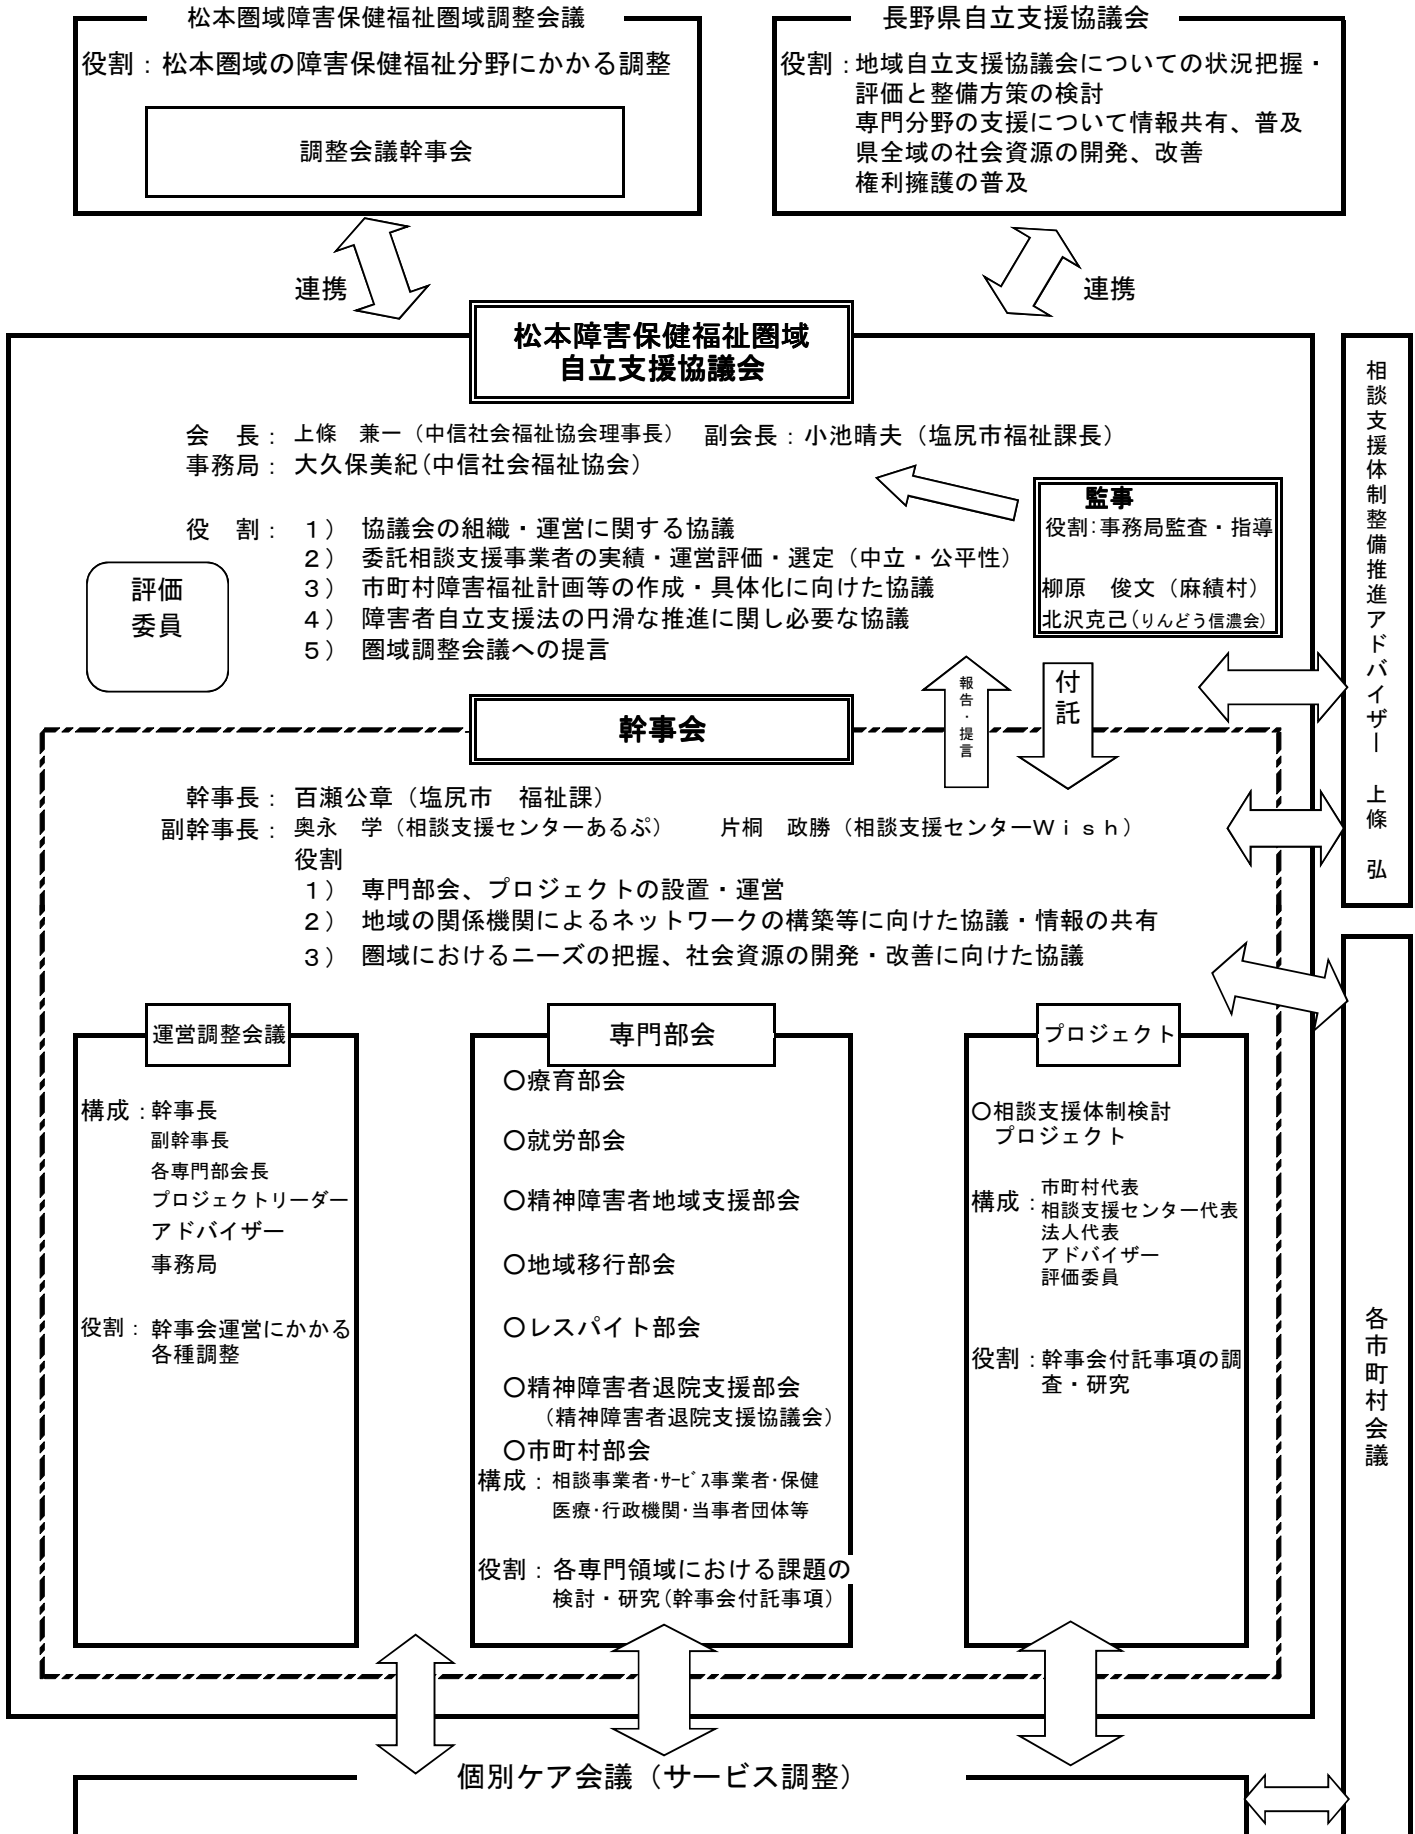 松本圏域障害保健福祉圏域調整会議
役割：松本圏域の障害保健福祉分野にかかる調整
調整会議幹事会
長野県自立支援協議会
役割：地域自立支援協議会についての状況把握・
評価と整備方策の検討
専門分野の支援について情報共有、普及
県全域の社会資源の開発、改善
権利擁護の普及
連携
連携
松本障害保健福祉圏域
自立支援協議会
会　長：上條　兼一（中信社会福祉協会理事長）　副会長：小池晴夫（塩尻市福祉課長）
事務局：大久保美紀（中信社会福祉協会）
監事
役割：事務局監査・指導
柳原　俊文（麻績村）
北沢克己（りんどう信濃会）
役　割：１）　協議会の組織・運営に関する協議
２）　委託相談支援事業者の実績・運営評価・選定（中立・公平性）
３）　市町村障害福祉計画等の作成・具体化に向けた協議
４）　障害者自立支援法の円滑な推進に関し必要な協議
５）　圏域調整会議への提言
評価
委員
報告・提言
付託
相談支援体制整備推進アドバイザー　上條　弘
幹事会
幹事長：百瀬公章（塩尻市　福祉課）
副幹事長：奥永　学（相談支援センターあるぷ）　片桐　政勝（相談支援センターＷｉｓｈ）
役割
１）　専門部会、プロジェクトの設置・運営
２）　地域の関係機関によるネットワークの構築等に向けた協議・情報の共有
３）　圏域におけるニーズの把握、社会資源の開発・改善に向けた協議
運営調整会議
構成：幹事長
副幹事長
各専門部会長
プロジェクトリーダー
アドバイザー
事務局
役割：幹事会運営にかかる
各種調整
専門部会
○療育部会
○就労部会
○精神障害者地域支援部会
○地域移行部会
○レスパイト部会
○精神障害者退院支援部会
（精神障害者退院支援協議会）
○市町村部会
構成：相談事業者・ｻｰﾋﾞｽ事業者・保健
医療・行政機関・当事者団体等
役割：各専門領域における課題の
検討・研究（幹事会付託事項）
プロジェクト
○相談支援体制検討
プロジェクト
構成：市町村代表
相談支援センター代表
法人代表
アドバイザー
評価委員
役割：幹事会付託事項の調
査・研究
各市町村会議
個別ケア会議（サービス調整）